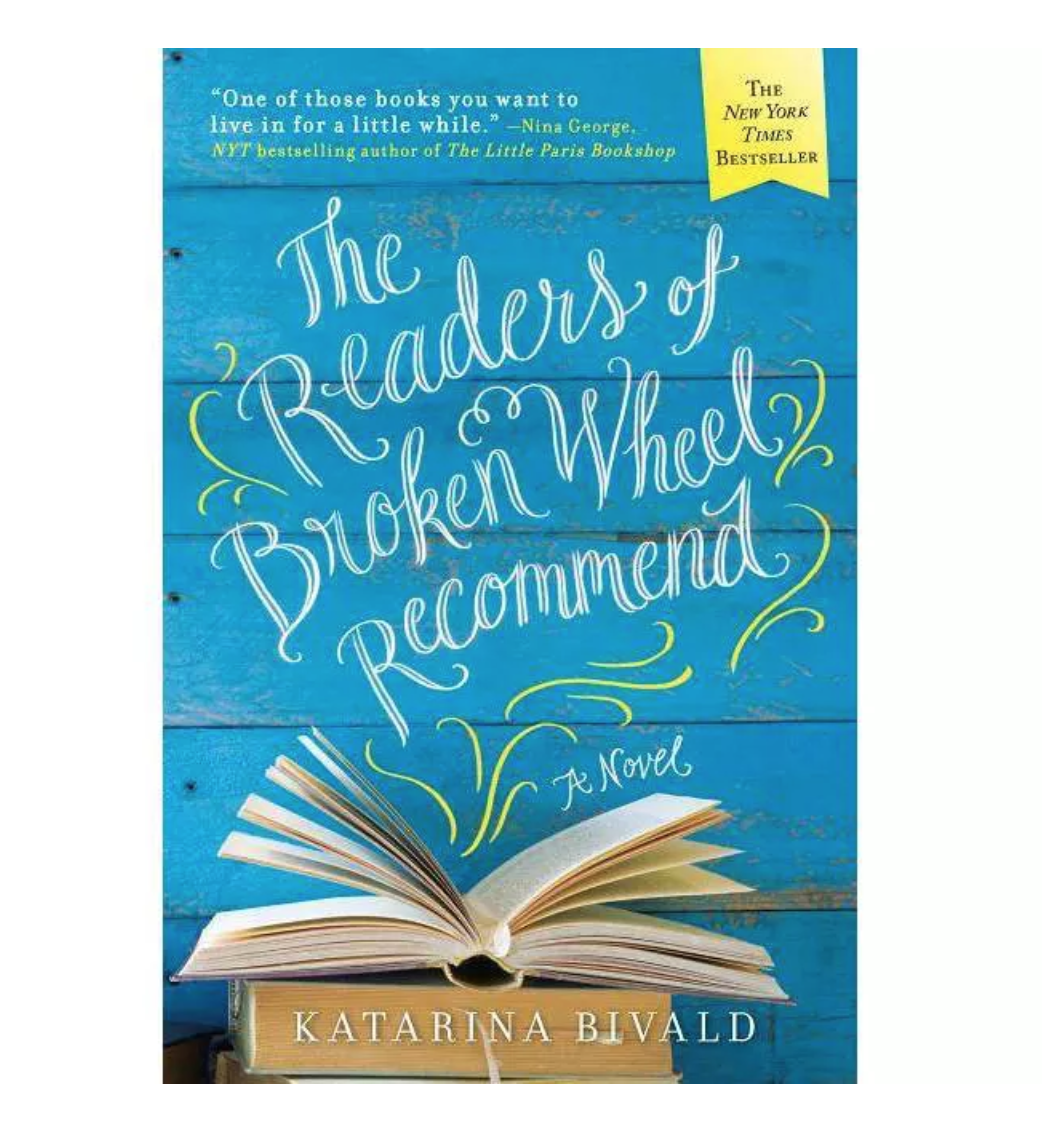 “One of those books you want to
live in for a little while.” —Nina George,
NYT bestselling author of The Little Paris Bookshop
THE
NEW YORK
TIMES
BESTSELLER
The
Readers of
Broken Wheel
Recommend
A Novel
KATARINA BIVALD